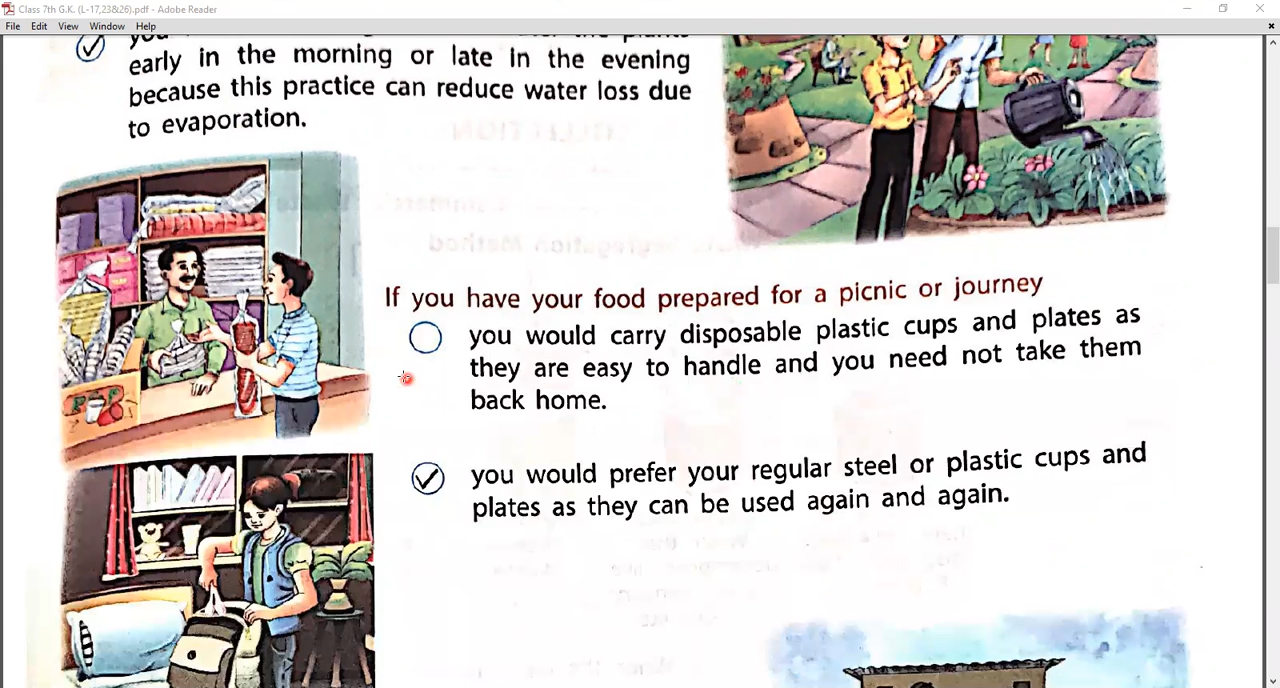 Class 7th G.K. (L-17,23&26).pdf - Adobe Reader
File Edit View Window Help
early in the morning or late in the evening
because this practice can reduce water loss due
to evaporation.
If you have your food prepared for a picnic or journey
you would carry disposable plastic cups and plates as
they are easy to handle and you need not take them
back home.
you would prefer your regular steel or plastic cups and
plates as they can be used again and again.